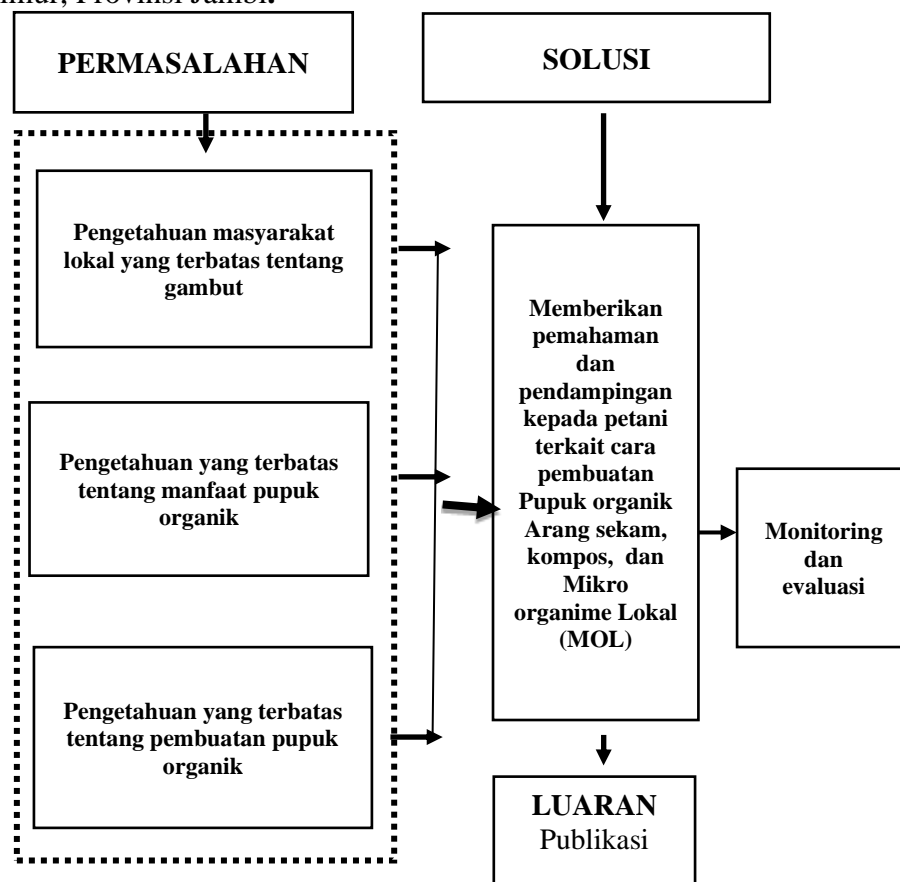 Provinsi Jambi.
PERMASALAHAN
SOLUSI
Pengetahuan masyarakat
lokal yang terbatas tentang
gambut
Pengetahuan yang terbatas
tentang manfaat pupuk
organik
Pengetahuan yang terbatas
tentang pembuatan pupuk
organik
Memberikan
pemahaman
dan
pendampingan
kepada petani
terkait cara
pembuatan
Pupuk organik
Arang sekam,
kompos, dan
Mikro
organime Lokal
(MOL)
Monitoring
dan
evaluasi
LUARAN
Publikasi